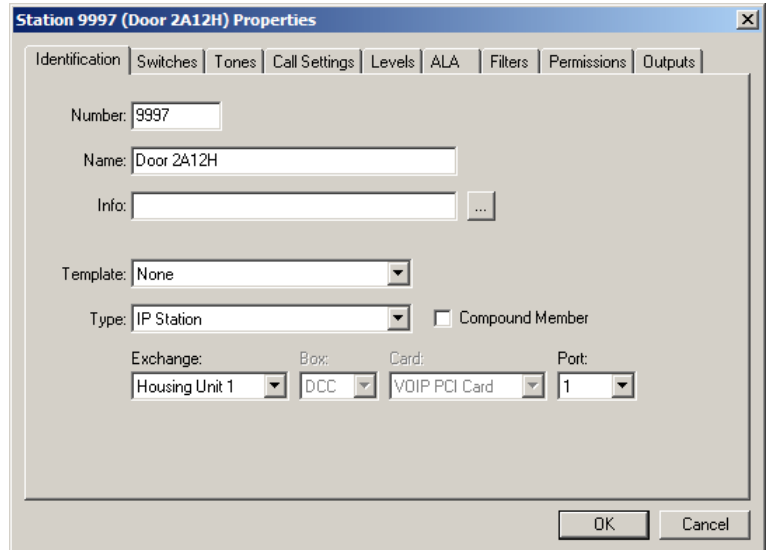 Station 9997 (Door 2A12H) Properties
Identification Switches Tones Call Settings Levels ALA Filters Permissions Outputs
Number: 9997
Name: Door 2A12H
Info: ...
Template: None
Type: IP Station Compound Member
Exchange: Box: Card: Port:
Housing Unit 1 DCC VOIP PCI Card 1
OK Cancel